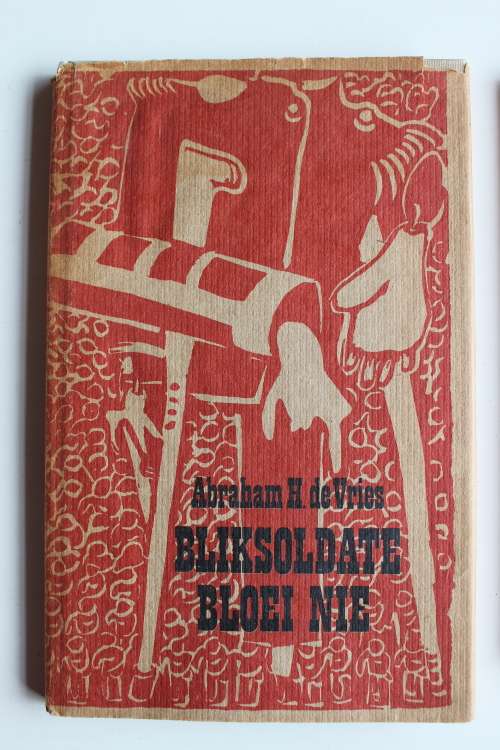 Abraham H. de Vries
BLIKSOLDATE
BLOEI NIE